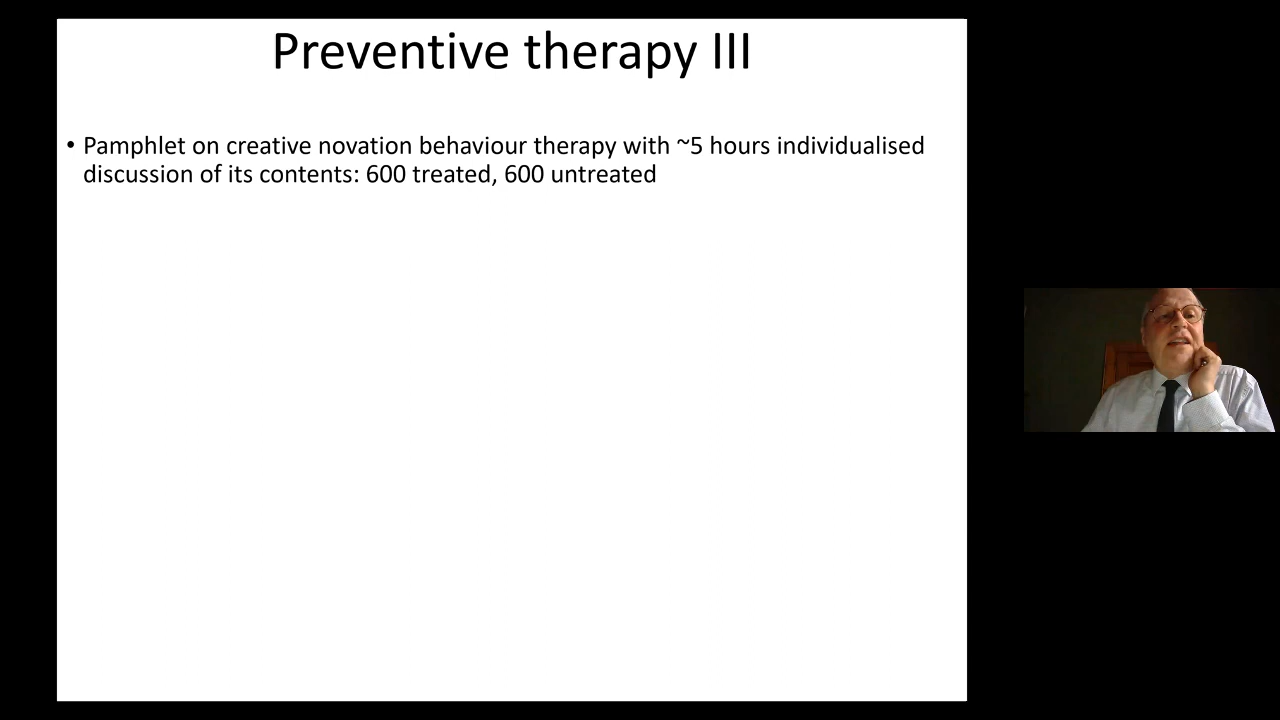 Preventive therapy III
• Pamphlet on creative novation behaviour therapy with ~5 hours individualised
discussion of its contents: 600 treated, 600 untreated